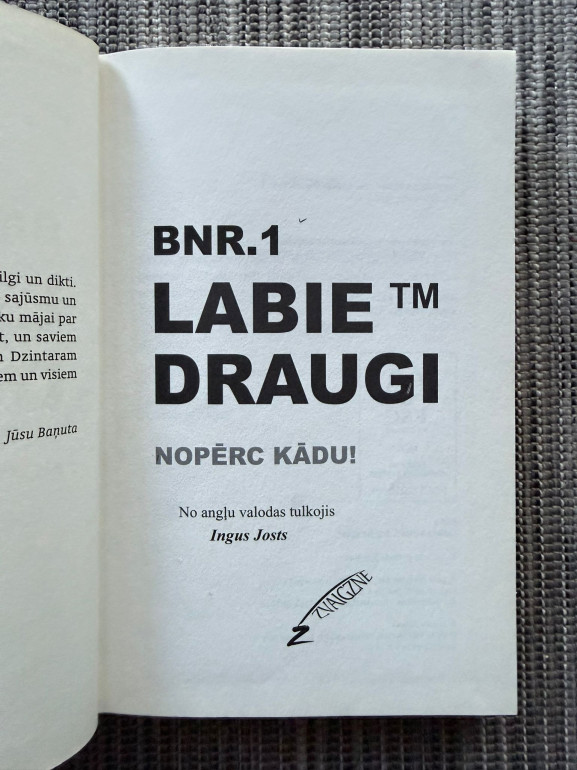 ilgi un dikti.
sajūsmu un
ku mājai par
t, un saviem
Dzintaram
em un visiem
Jūsu Baņuta
BNR.1
LABIE ™
DRAUGI
NOPĒRC KĀDU!
No angļu valodas tulkojis
Ingus Josts
ZVAIGZNE